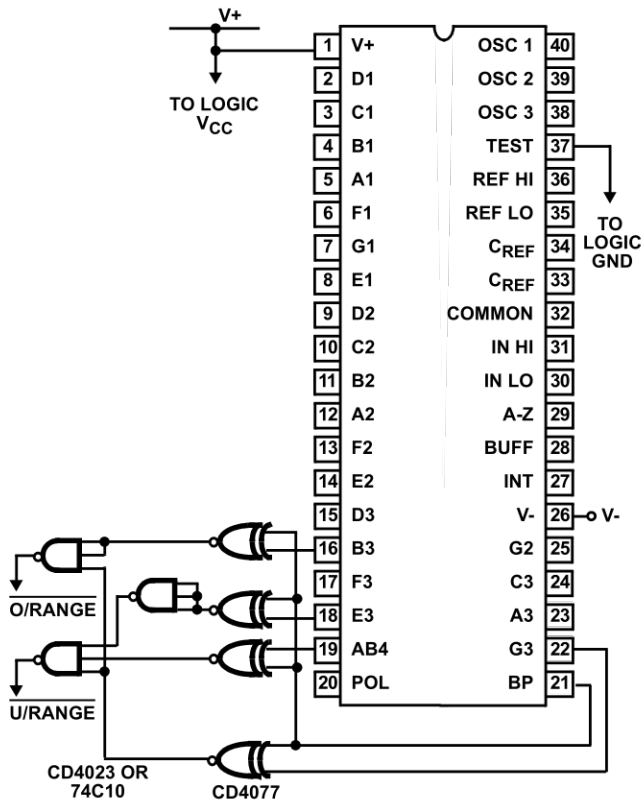 V+
1 V+ OSC 1 40
2 D1 OSC 2 39
TO LOGIC
VCC
3 C1 OSC 3 38
4 B1 TEST 37
5 A1 REF HI 36
6 F1 REF LO 35
TO
LOGIC
GND
7 G1 CREF 34
8 E1 CREF 33
9 D2 COMMON 32
10 C2 IN HI 31
11 B2 IN LO 30
12 A2 A-Z 29
13 F2 BUFF 28
14 E2 INT 27
15 D3 V- 26 V-
16 B3 G2 25
O/RANGE
17 F3 C3 24
18 E3 A3 23
19 AB4 G3 22
20 POL BP 21
U/RANGE
CD4023 OR
74C10
CD4077